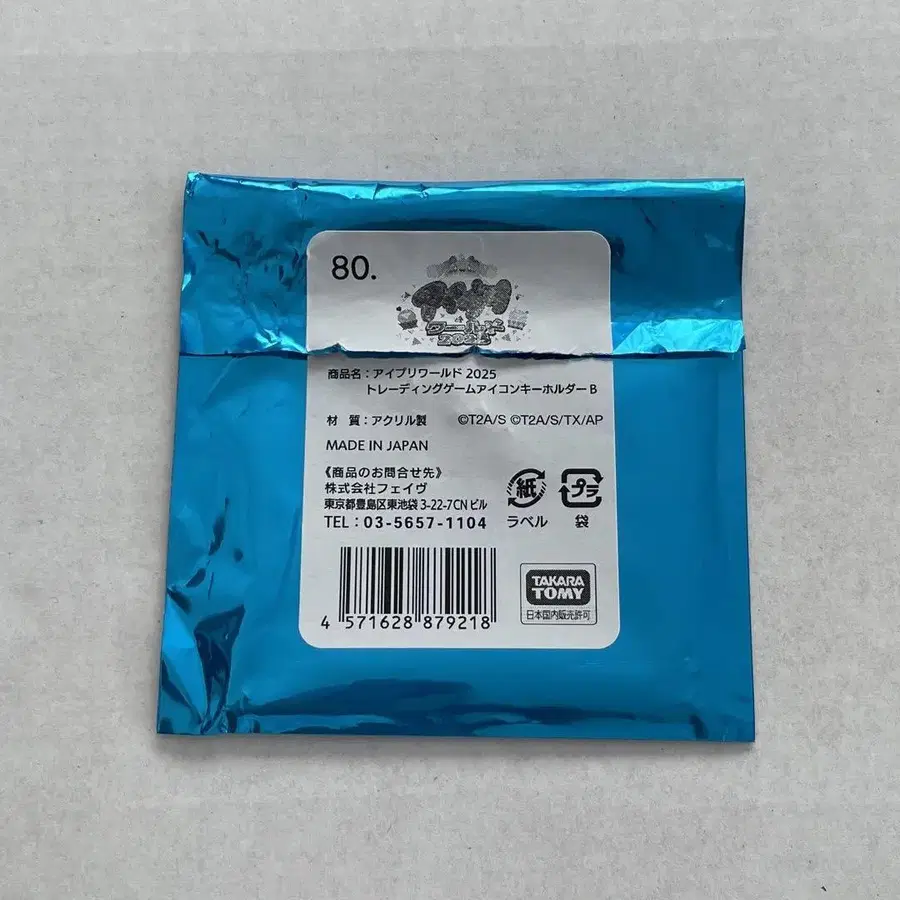 80.
アイプリ
ワールド
2025
商品名：アイプリワールド 2025
トレーディングゲームアイコンキーホルダー B
材　質：アクリル製
©T2A/S ©T2A/S/TX/AP
MADE IN JAPAN
《商品のお問合せ先》
株式会社フェイヴ
東京都豊島区東池袋 3-22-7CN ビル
TEL：03-5657-1104
紙
ラベル
プラ
袋
4 571628 879218
TAKARA
TOMY
日本国内販売許可